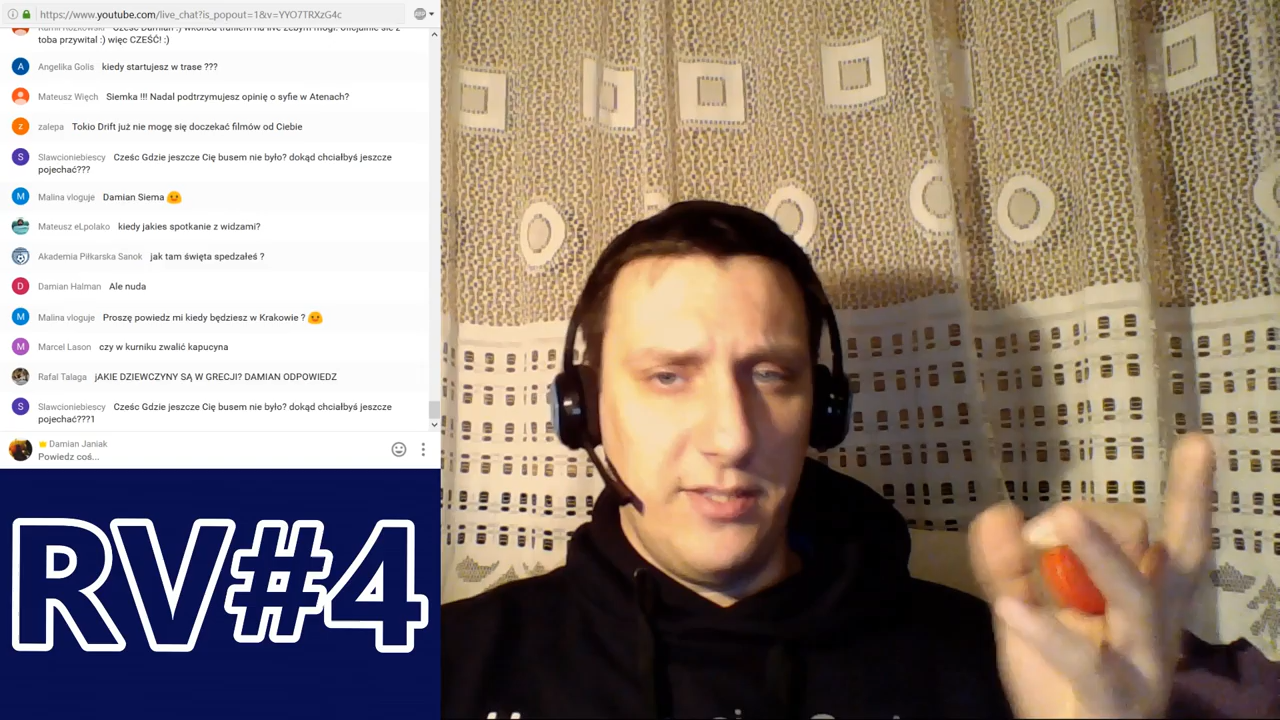 https://www.youtube.com/live_chat?is_popout=1&v=YYO7TRXzG4c
toba przywitał :) więc CZEŚĆ! :)
Angelika Golis kiedy startujesz w trase ???
Mateusz Więch Siemka !!! Nadal podtrzymujesz opinię o syfie w Atenach?
zalepa Tokio Drift już nie mogę się doczekać filmów od Ciebie
Slawcioniebiescy Cześc Gdzie jeszcze Cię busem nie było? dokąd chciałbyś jeszcze
pojechać???
Malina vloguje Damian Siema
Mateusz eLpolako kiedy jakies spotkanie z widzami?
Akademia Piłkarska Sanok jak tam święta spedzałeś ?
Damian Halman Ale nuda
Malina vloguje Proszę powiedz mi kiedy będziesz w Krakowie ?
Marcel Lason czy w kurniku zwalić kapucyna
Rafal Talaga jAKIE DZIEWCZYNY SĄ W GRECJI? DAMIAN ODPOWIEDZ
Slawcioniebiescy Cześc Gdzie jeszcze Cię busem nie było? dokąd chciałbyś jeszcze
pojechać???1
Damian Janiak
Powiedz coś...
RV#4